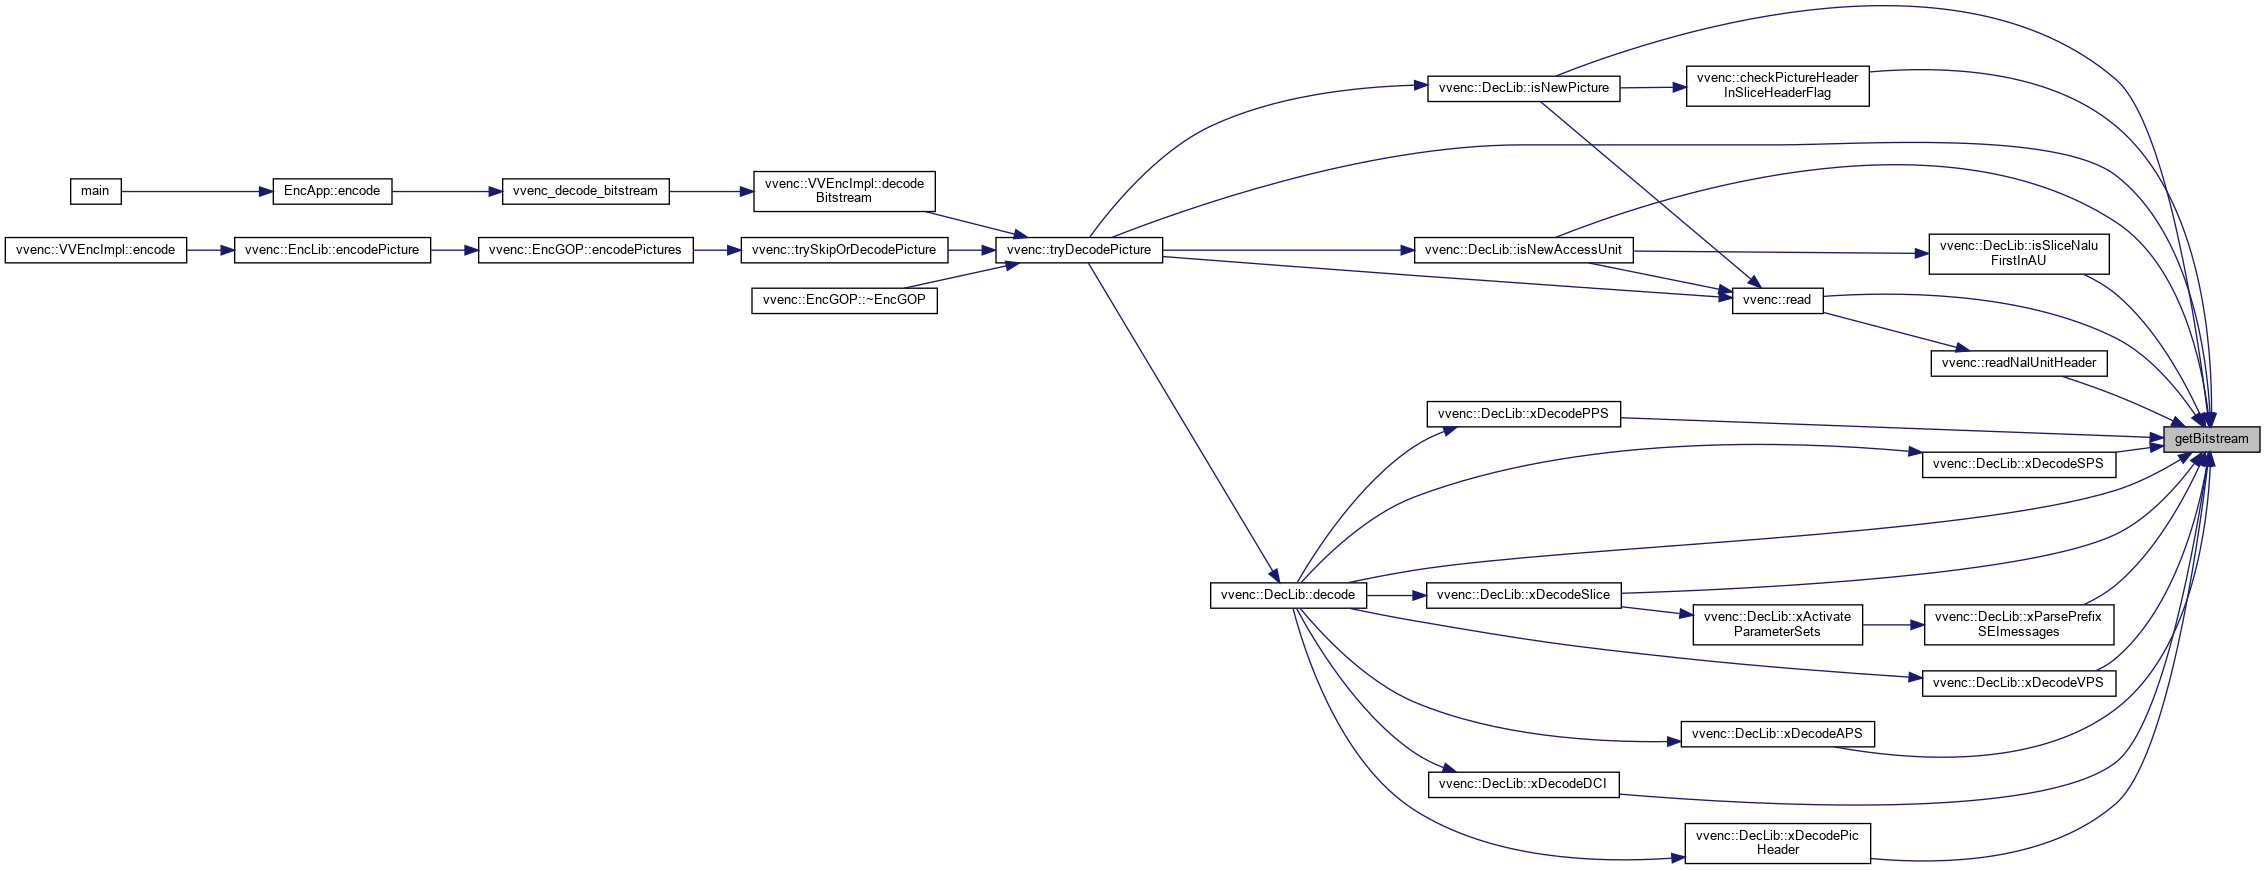 main
vvenc::VVEncImpl::encode
EncApp::encode
vvenc::EncLib::encodePicture
vvenc_decode_bitstream
vvenc::EncGOP::encodePictures
vvenc::VVEncImpl::decode
Bitstream
vvenc::trySkipOrDecodePicture
vvenc::EncGOP::~EncGOP
vvenc::tryDecodePicture
vvenc::DecLib::decode
vvenc::DecLib::isNewPicture
vvenc::DecLib::isNewAccessUnit
vvenc::DecLib::xDecodePPS
vvenc::DecLib::xDecodeSlice
vvenc::DecLib::xDecodeDCI
vvenc::checkPictureHeader
InSliceHeaderFlag
vvenc::read
vvenc::DecLib::xActivate
ParameterSets
vvenc::DecLib::xDecodeAPS
vvenc::DecLib::xDecodePic
Header
vvenc::DecLib::isSliceNalu
FirstInAU
vvenc::readNalUnitHeader
vvenc::DecLib::xDecodeSPS
vvenc::DecLib::xParsePrefix
SEImessages
vvenc::DecLib::xDecodeVPS
getBitstream